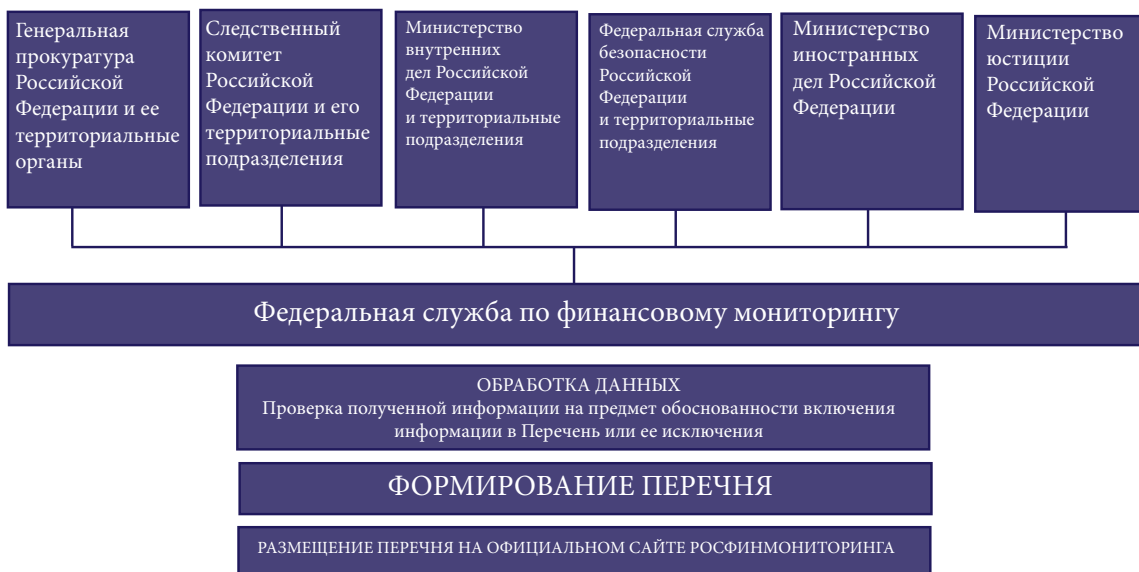 Генеральная
прокуратура
Российской
Федерации и ее
территориальные
органы
Следственный
комитет
Российской
Федерации и его
территориальные
подразделения
Министерство
внутренних
дел Российской
Федерации
и территориальные
подразделения
Федеральная служба
безопасности
Российской
Федерации
и территориальные
подразделения
Министерство
иностранных
дел Российской
Федерации
Министерство
юстиции
Российской
Федерации
Федеральная служба по финансовому мониторингу
ОБРАБОТКА ДАННЫХ
Проверка полученной информации на предмет обоснованности включения
информации в Перечень или ее исключения
ФОРМИРОВАНИЕ ПЕРЕЧНЯ
РАЗМЕЩЕНИЕ ПЕРЕЧНЯ НА ОФИЦИАЛЬНОМ САЙТЕ РОСФИНМОНИТОРИНГА